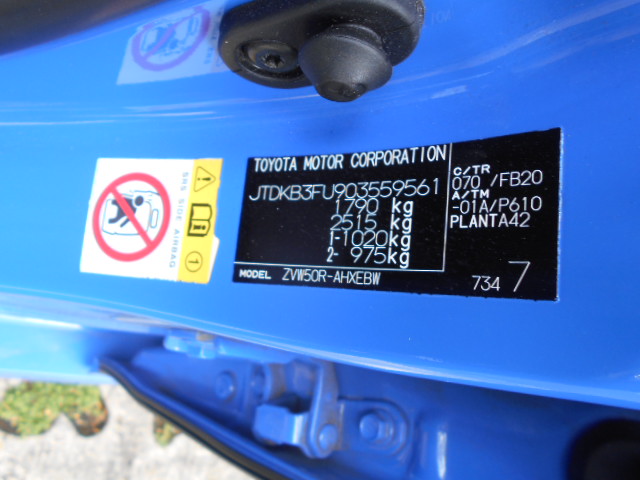 SRS SIDE AIRBAG
TOYOTA MOTOR CORPORATION
JTDKB3FU903559561
1790 kg
2515 kg
1-1020kg
2- 975kg
MODEL ZVW50R-AHXEBW
C/TR
070 /FB20
A/TM
-01A/P610
PLANTA42
734 7
1